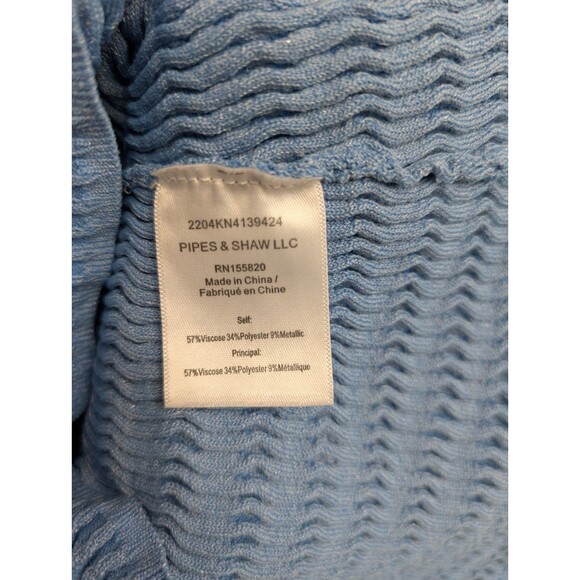 2204KN4139424
PIPES & SHAW LLC
RN155820
Made in China /
Fabriqué en Chine
Self:
57%Viscose 34%Polyester 9%Metallic
Principal:
57%Viscose 34%Polyester 9%Métallique